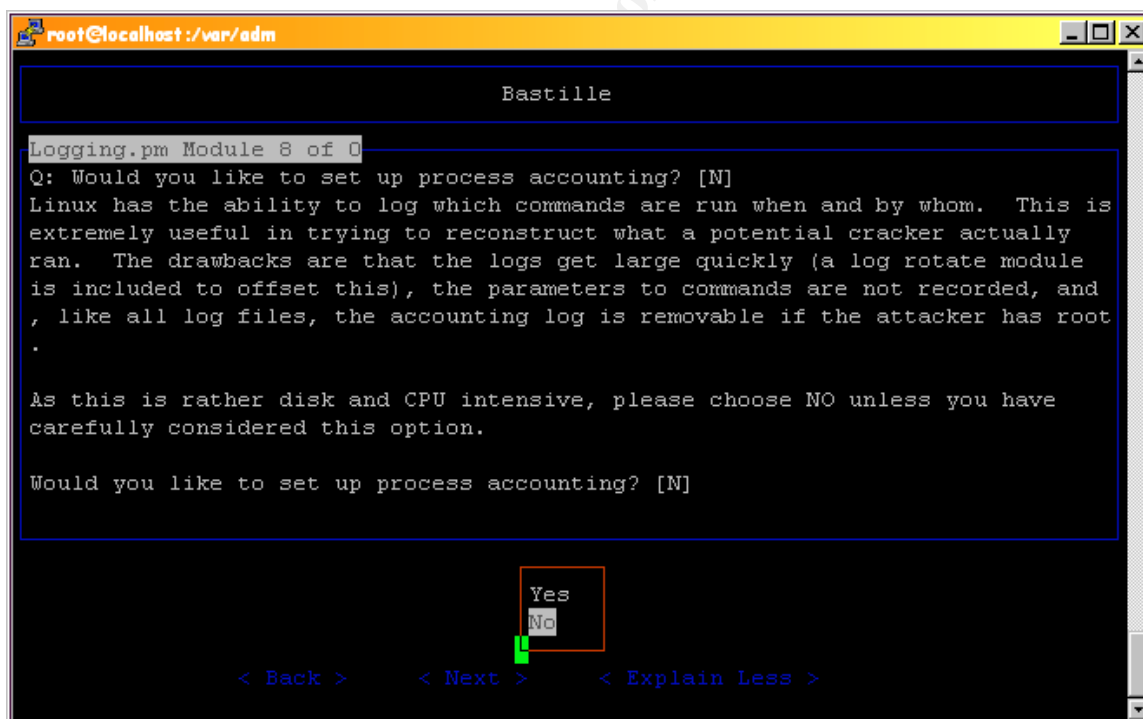 root@localhost:/var/adm
Bastille
Logging.pm Module 8 of 0
Q: Would you like to set up process accounting? [N]
Linux has the ability to log which commands are run when and by whom.  This is
extremely useful in trying to reconstruct what a potential cracker actually
ran.  The drawbacks are that the logs get large quickly (a log rotate module
is included to offset this), the parameters to commands are not recorded, and
, like all log files, the accounting log is removable if the attacker has root
.
As this is rather disk and CPU intensive, please choose NO unless you have
carefully considered this option.
Would you like to set up process accounting? [N]
Yes
No
< Back >      < Next >      < Explain Less >